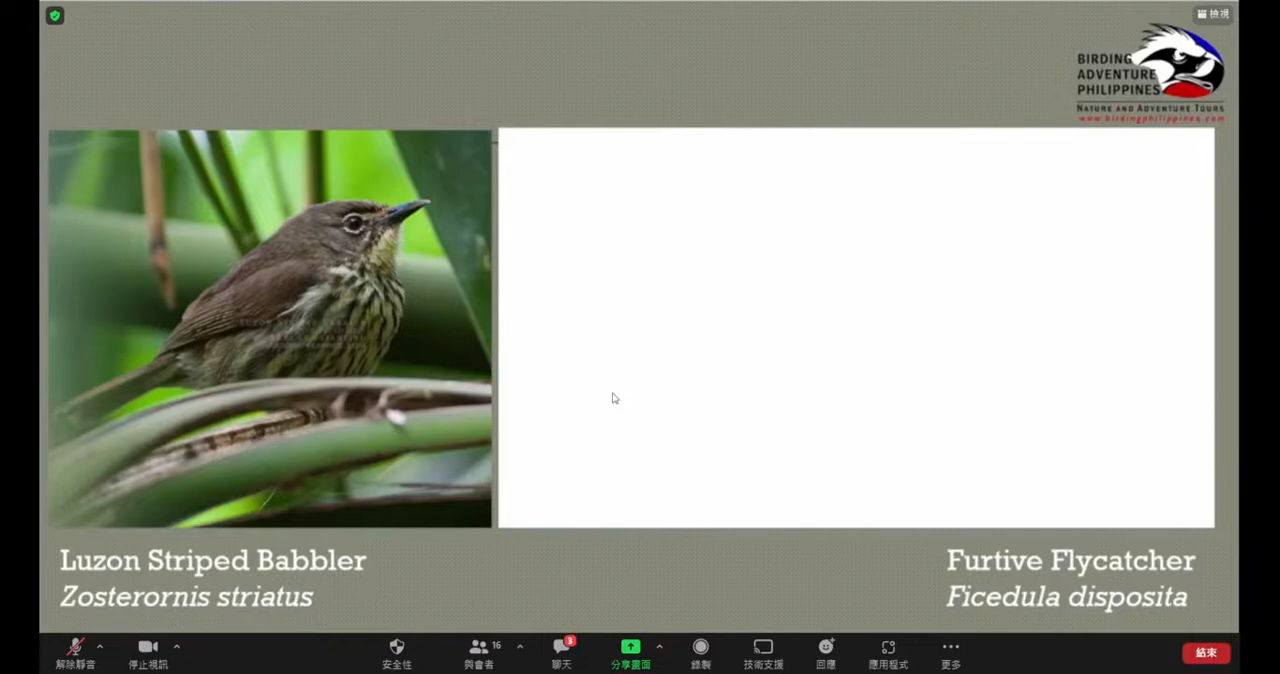 檢視
BIRDING
ADVENTURE
PHILIPPINES
NATURE AND ADVENTURE TOURS
www.birdingphilippines.com
Luzon Striped Babbler
Zosterornis striatus
Furtive Flycatcher
Ficedula disposita
解除靜音
停止視訊
安全性
16
與會者
3
聊天
分享畫面
錄製
技術支援
回應
應用程式
更多
結束